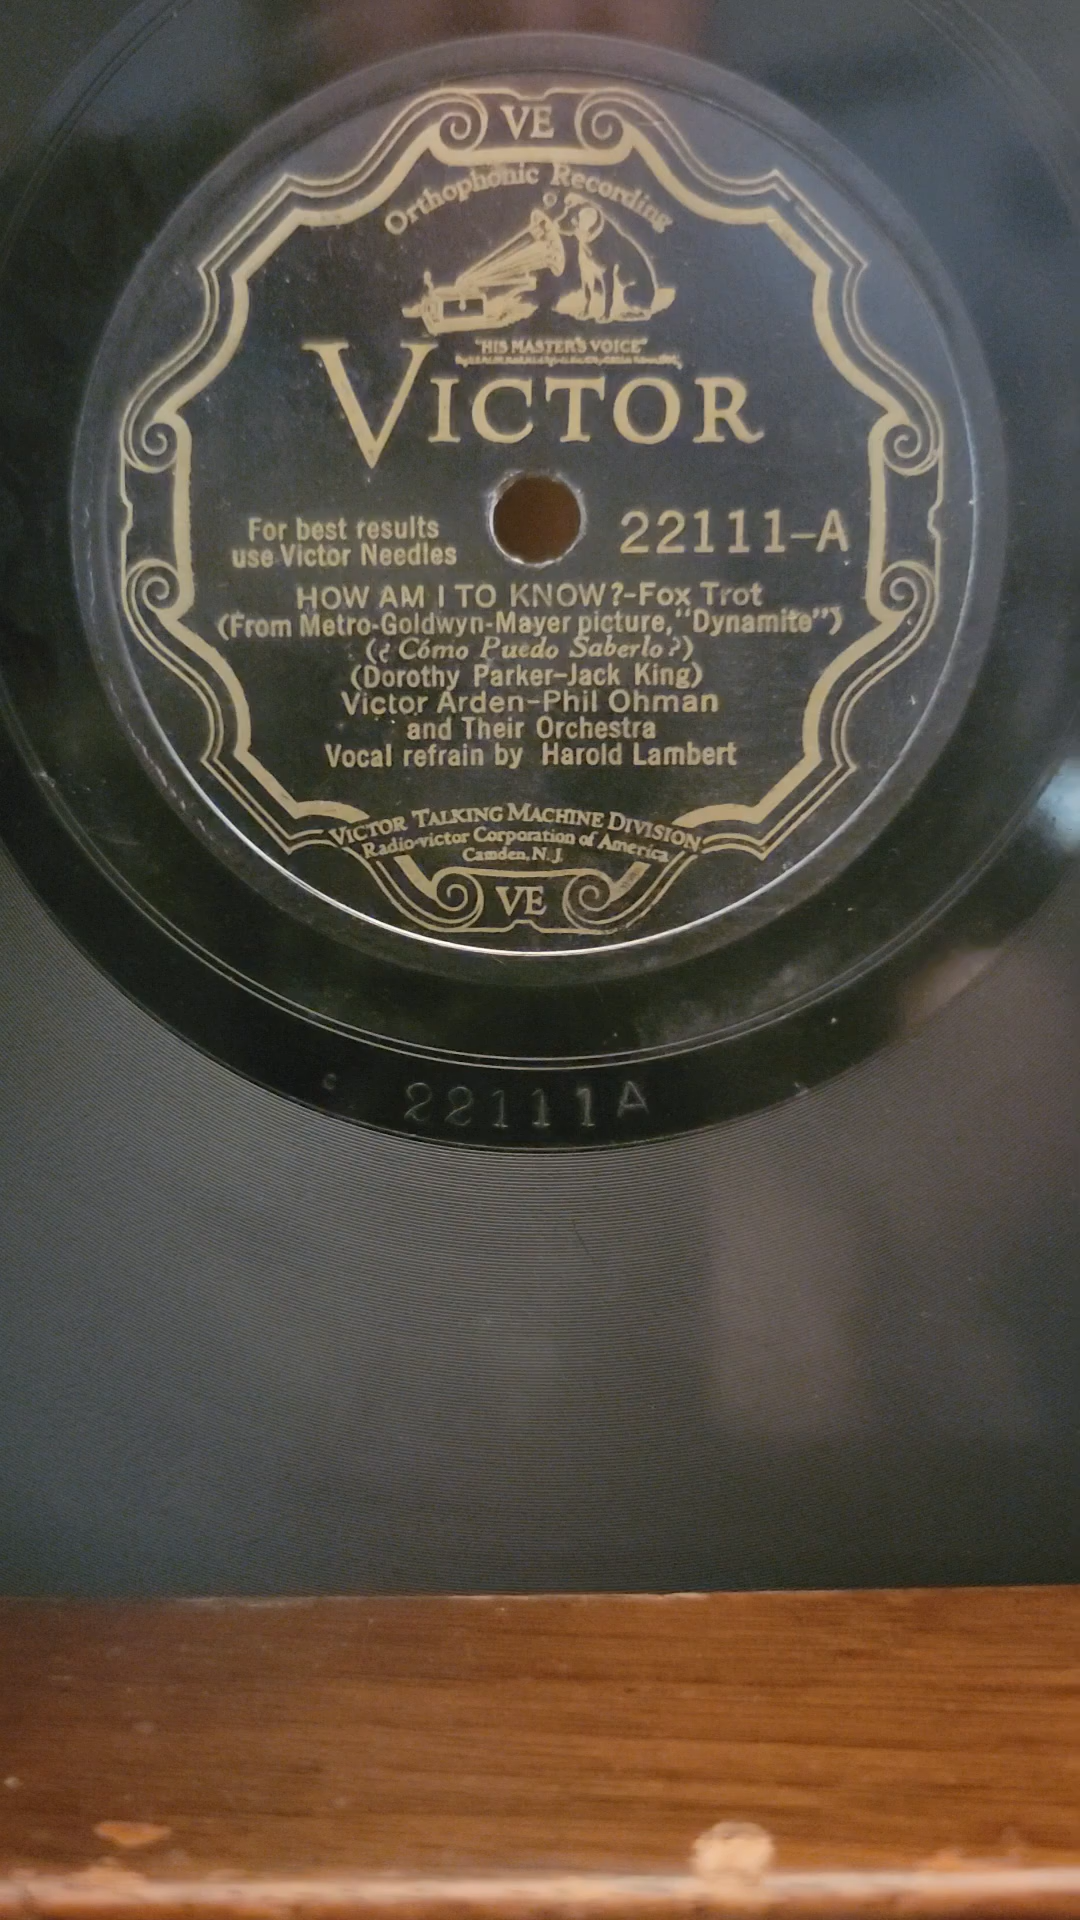 VE
Orthophonic Recording
"HIS MASTER'S VOICE"
VICTOR
For best results
use Victor Needles
22111-A
HOW AM I TO KNOW?-Fox Trot
(From Metro-Goldwyn-Mayer picture, "Dynamite")
(¿ Cómo Puedo Saberlo ?)
(Dorothy Parker-Jack King)
Victor Arden-Phil Ohman
and Their Orchestra
Vocal refrain by Harold Lambert
VICTOR TALKING MACHINE DIVISION
Radio-victor Corporation of America
Camden, N. J.
VE
22111A